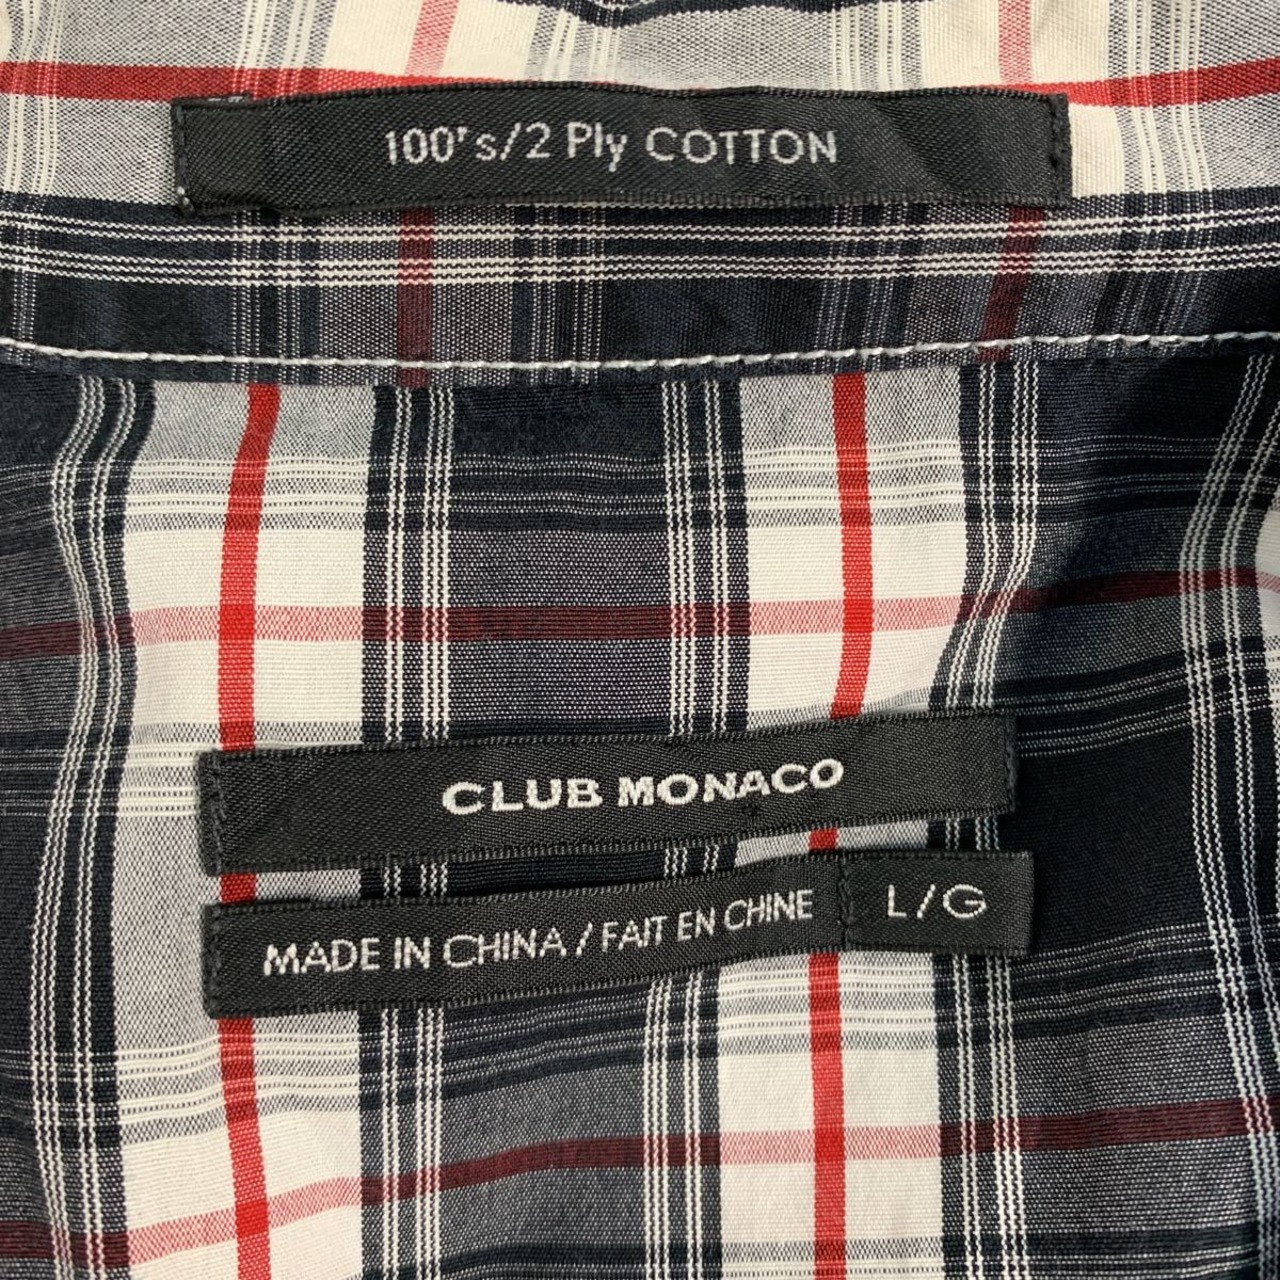 100's/2 Ply COTTON
CLUB MONACO
MADE IN CHINA / FAIT EN CHINE
L/G